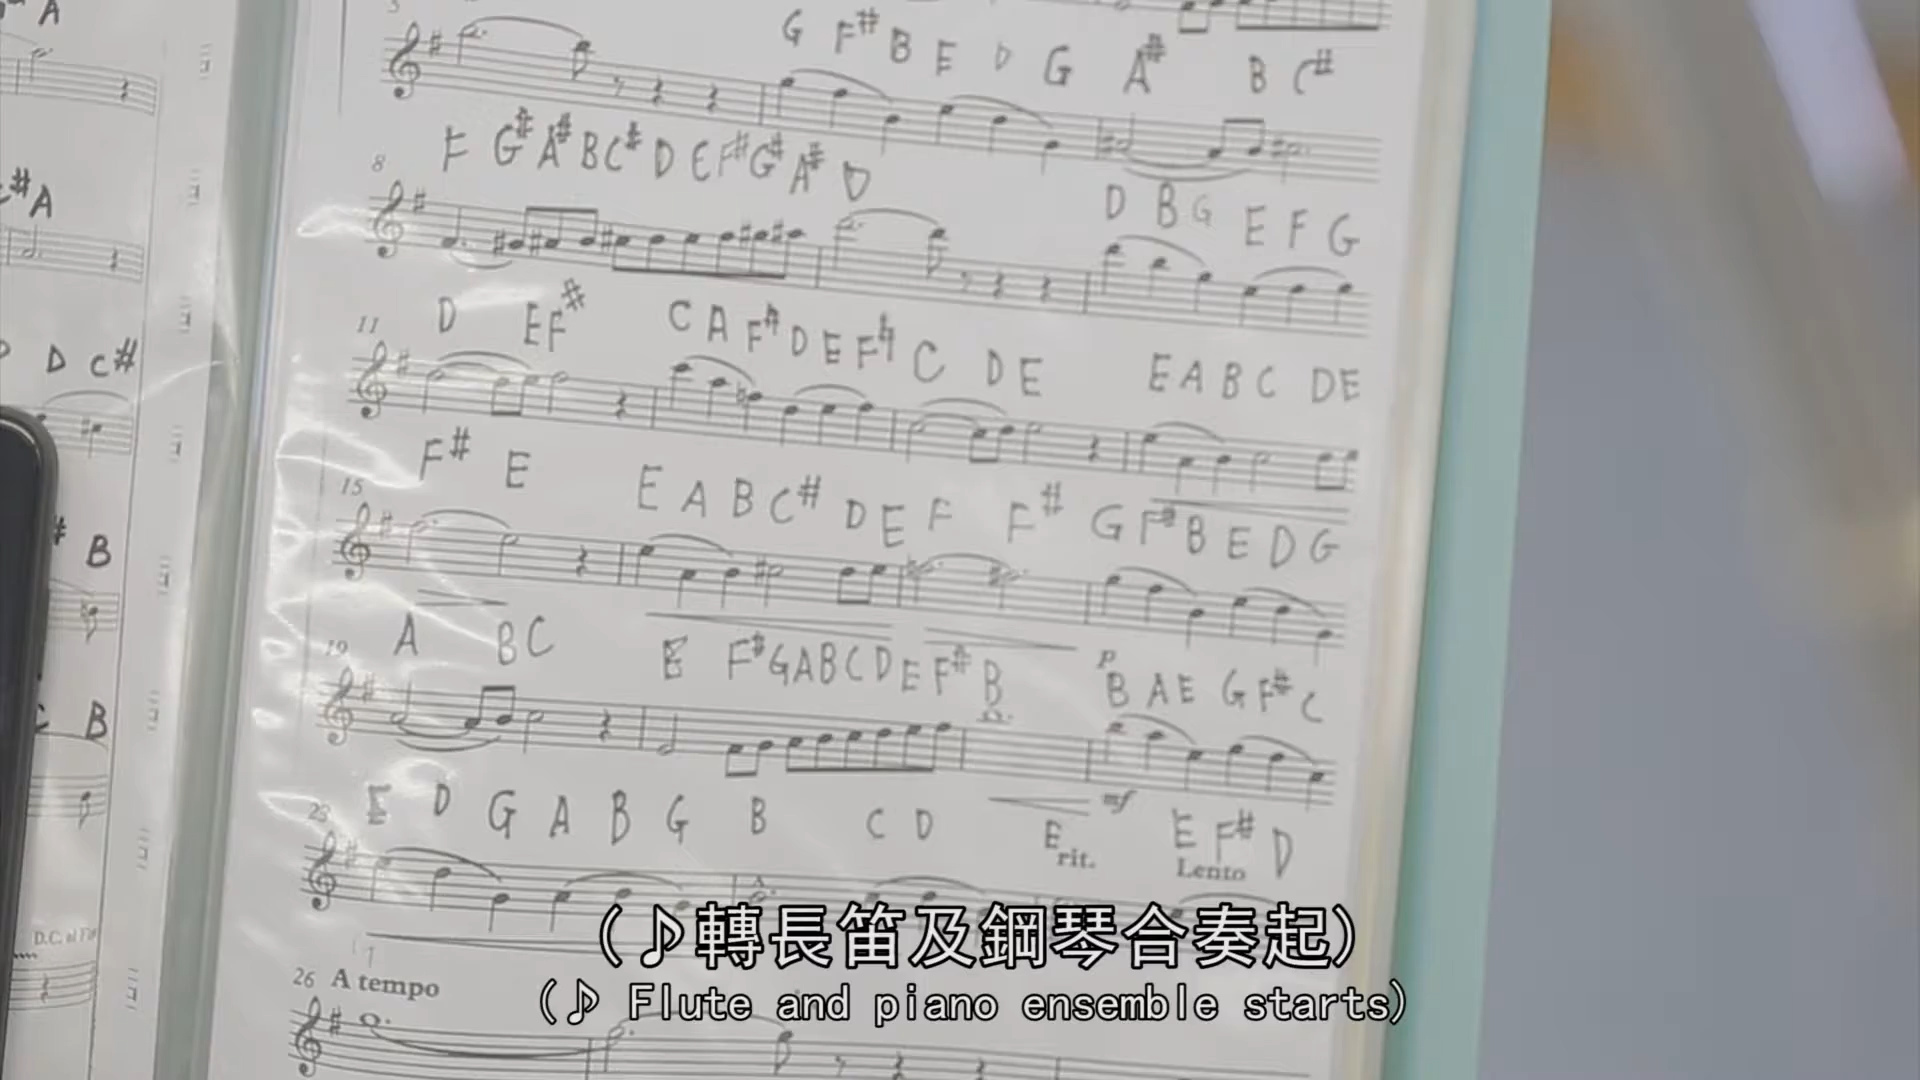 G F# B E D G A# B C#
8
F G# A# B C# D E F# G# A# D
D B G E F G
11
D E F# C A F♮ D E F♮ C D E E A B C D E
15
F# E E A B C# D E F F# G F# B E D G
p
19
A B C E F# G A B C D E F# B B A E G F# C
mf
23
E D G A B G B C D E E F# D
rit. Lento
26 A tempo
A
A
D C#
B
C B
D.C. al
(♪轉長笛及鋼琴合奏起)
(♪ Flute and piano ensemble starts)